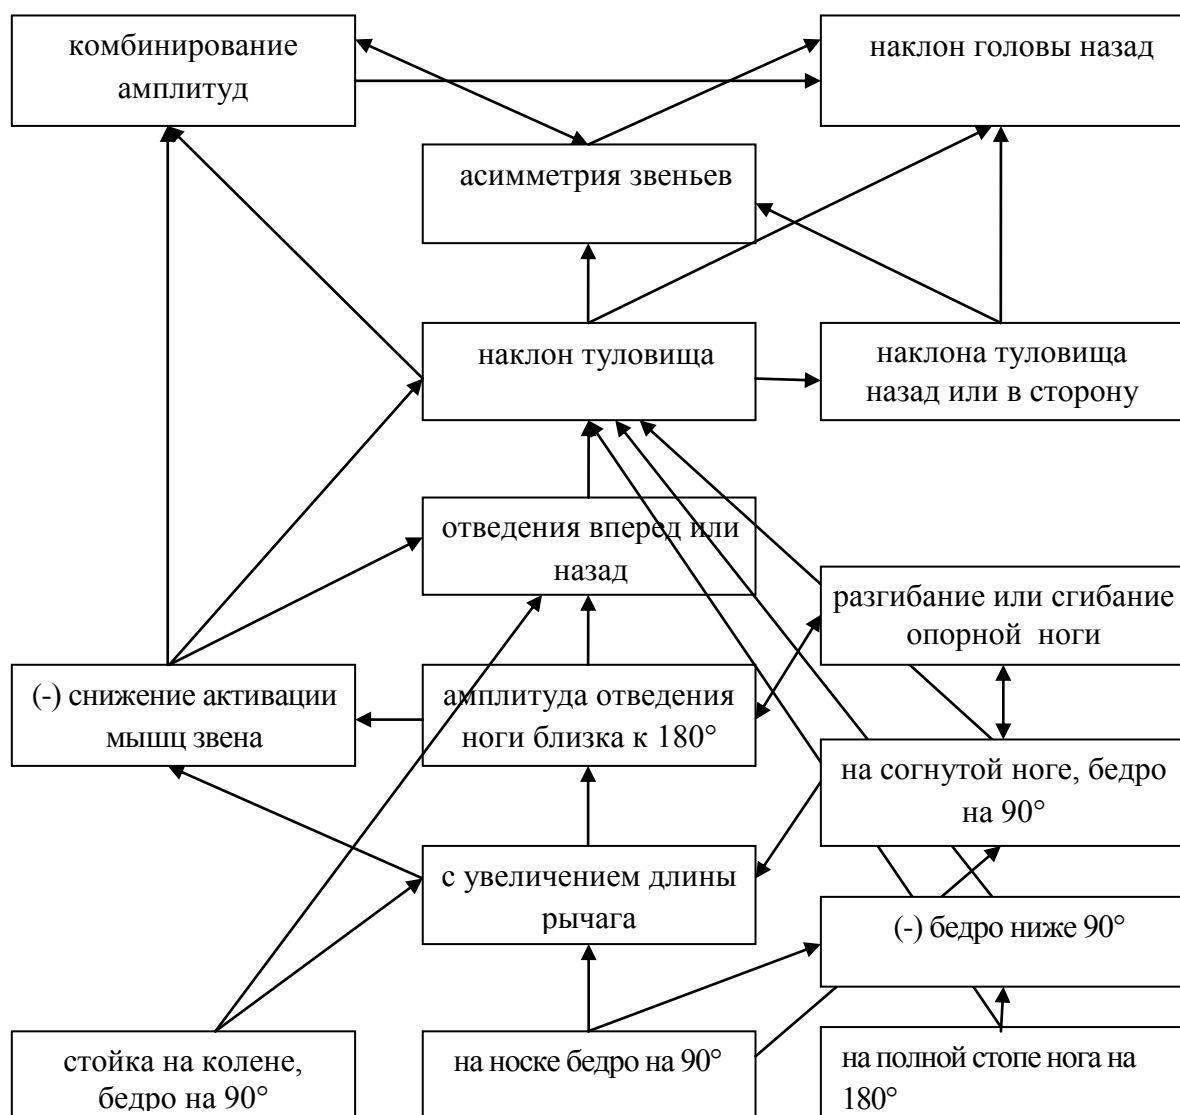 комбинирование
амплитуд
наклон головы назад
асимметрия звеньев
наклон туловища
наклона туловища
назад или в сторону
отведения вперед или
назад
разгибание или сгибание
опорной ноги
(-) снижение активации
мышц звена
амплитуда отведения
ноги близка к 180°
на согнутой ноге, бедро
на 90°
с увеличением длины
рычага
(-) бедро ниже 90°
стойка на колене,
бедро на 90°
на носке бедро на 90°
на полной стопе нога на
180°